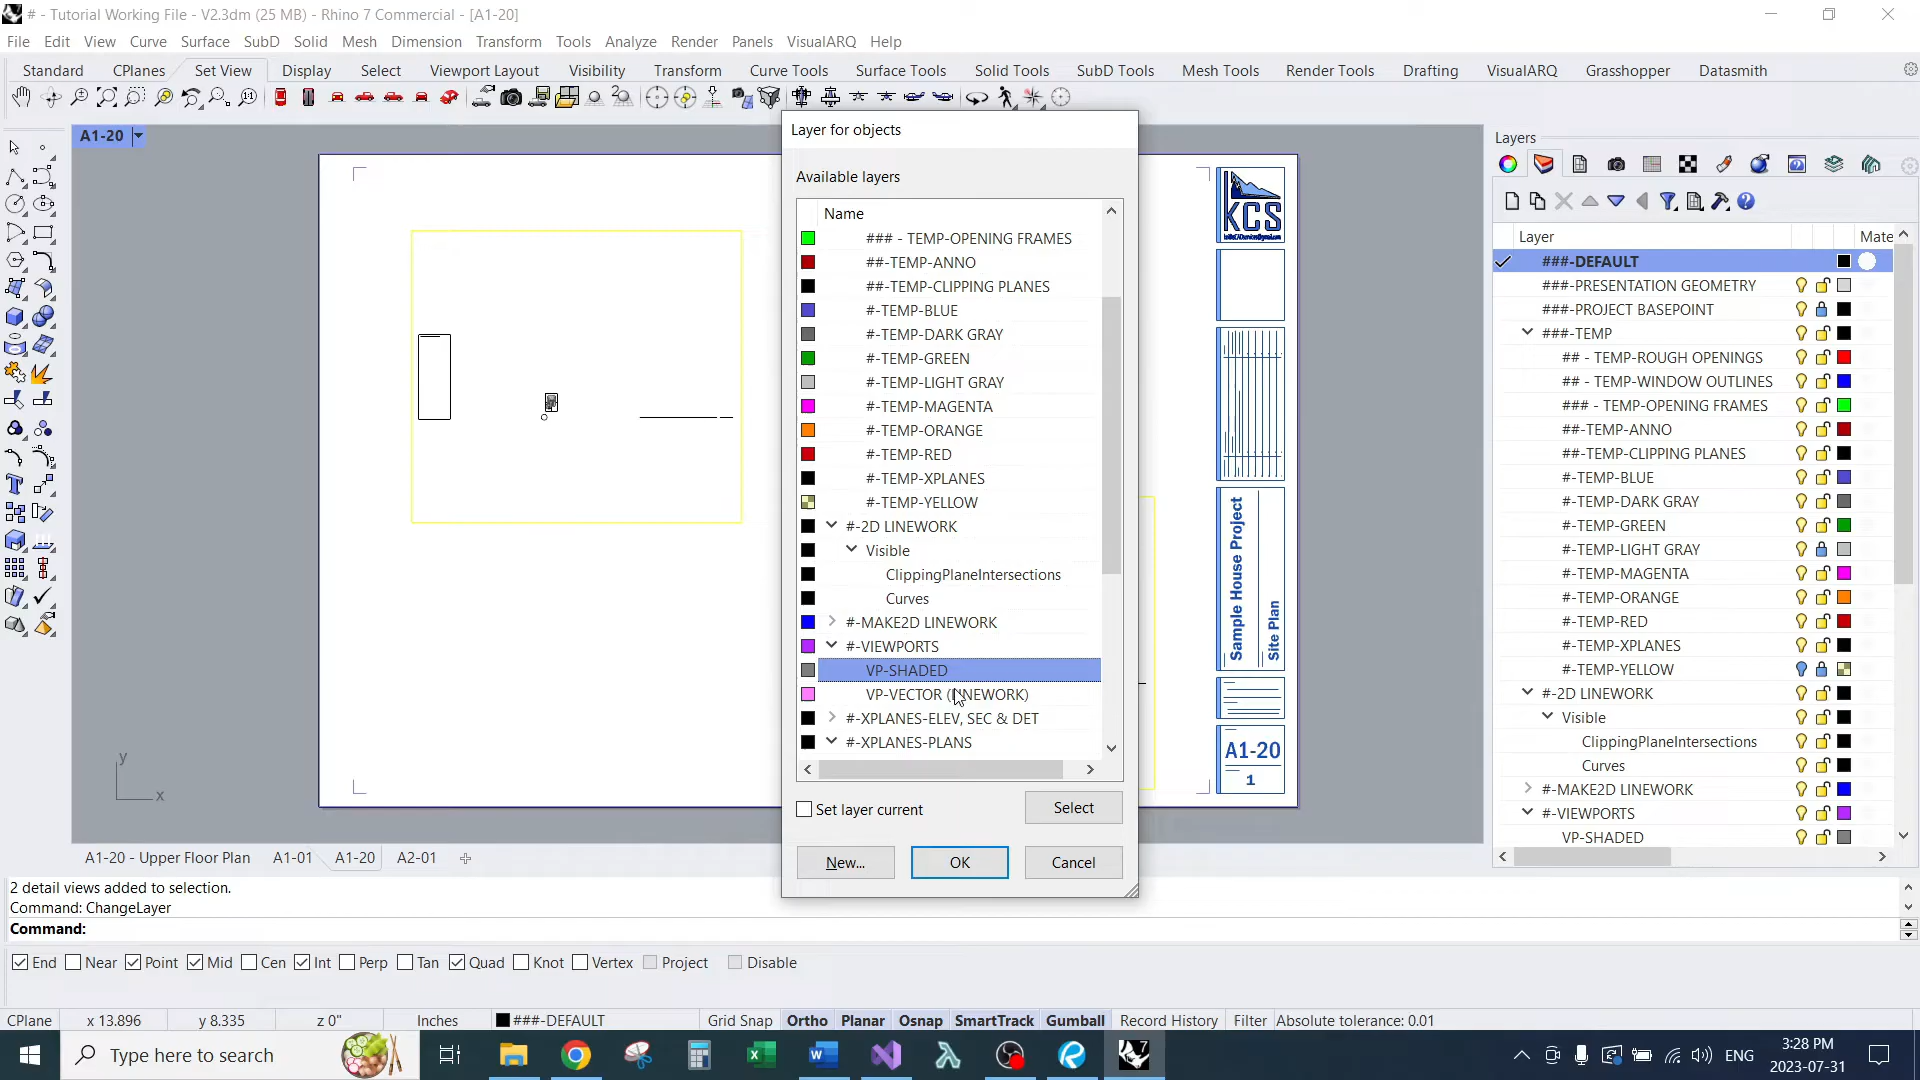 # - Tutorial Working File - V2.3dm (25 MB) - Rhino 7 Commercial - [A1-20]
File Edit View Curve Surface SubD Solid Mesh Dimension Transform Tools Analyze Render Panels VisualARQ Help
Standard CPlanes Set View Display Select Viewport Layout Visibility Transform Curve Tools Surface Tools Solid Tools SubD Tools Mesh Tools Render Tools Drafting VisualARQ Grasshopper Datasmith
A1-20
Layer for objects
Available layers
Name
### - TEMP-OPENING FRAMES
##-TEMP-ANNO
##-TEMP-CLIPPING PLANES
#-TEMP-BLUE
#-TEMP-DARK GRAY
#-TEMP-GREEN
#-TEMP-LIGHT GRAY
#-TEMP-MAGENTA
#-TEMP-ORANGE
#-TEMP-RED
#-TEMP-XPLANES
#-TEMP-YELLOW
#-2D LINEWORK
Visible
ClippingPlaneIntersections
Curves
#-MAKE2D LINEWORK
#-VIEWPORTS
VP-SHADED
VP-VECTOR (LINEWORK)
#-XPLANES-ELEV, SEC & DET
#-XPLANES-PLANS
Set layer current
Select
New...
OK
Cancel
KCS
Sample House Project
Site Plan
A1-20
1
Layers
Layer Mate
###-DEFAULT
###-PRESENTATION GEOMETRY
###-PROJECT BASEPOINT
###-TEMP
## - TEMP-ROUGH OPENINGS
## - TEMP-WINDOW OUTLINES
### - TEMP-OPENING FRAMES
##-TEMP-ANNO
##-TEMP-CLIPPING PLANES
#-TEMP-BLUE
#-TEMP-DARK GRAY
#-TEMP-GREEN
#-TEMP-LIGHT GRAY
#-TEMP-MAGENTA
#-TEMP-ORANGE
#-TEMP-RED
#-TEMP-XPLANES
#-TEMP-YELLOW
#-2D LINEWORK
Visible
ClippingPlaneIntersections
Curves
#-MAKE2D LINEWORK
#-VIEWPORTS
VP-SHADED
y
x
A1-20 - Upper Floor Plan A1-01 A1-20 A2-01
2 detail views added to selection.
Command: ChangeLayer
Command:
End Near Point Mid Cen Int Perp Tan Quad Knot Vertex Project Disable
CPlane x 13.896 y 8.335 z 0" Inches ###-DEFAULT Grid Snap Ortho Planar Osnap SmartTrack Gumball Record History Filter Absolute tolerance: 0.01
Type here to search
ENG
3:28 PM
2023-07-31